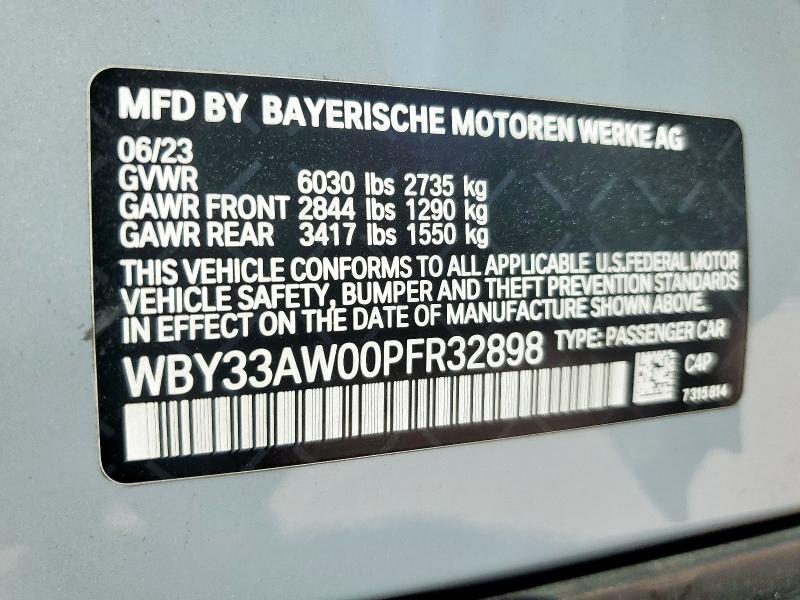 MFD BY BAYERISCHE MOTOREN WERKE AG
06/23
GVWR 6030 lbs 2735 kg
GAWR FRONT 2844 lbs 1290 kg
GAWR REAR 3417 lbs 1550 kg
THIS VEHICLE CONFORMS TO ALL APPLICABLE U.S.FEDERAL MOTOR
VEHICLE SAFETY, BUMPER AND THEFT PREVENTION STANDARDS
IN EFFECT ON THE DATE OF MANUFACTURE SHOWN ABOVE.
WBY33AW00PFR32898 TYPE: PASSENGER CAR
C4P
7315614